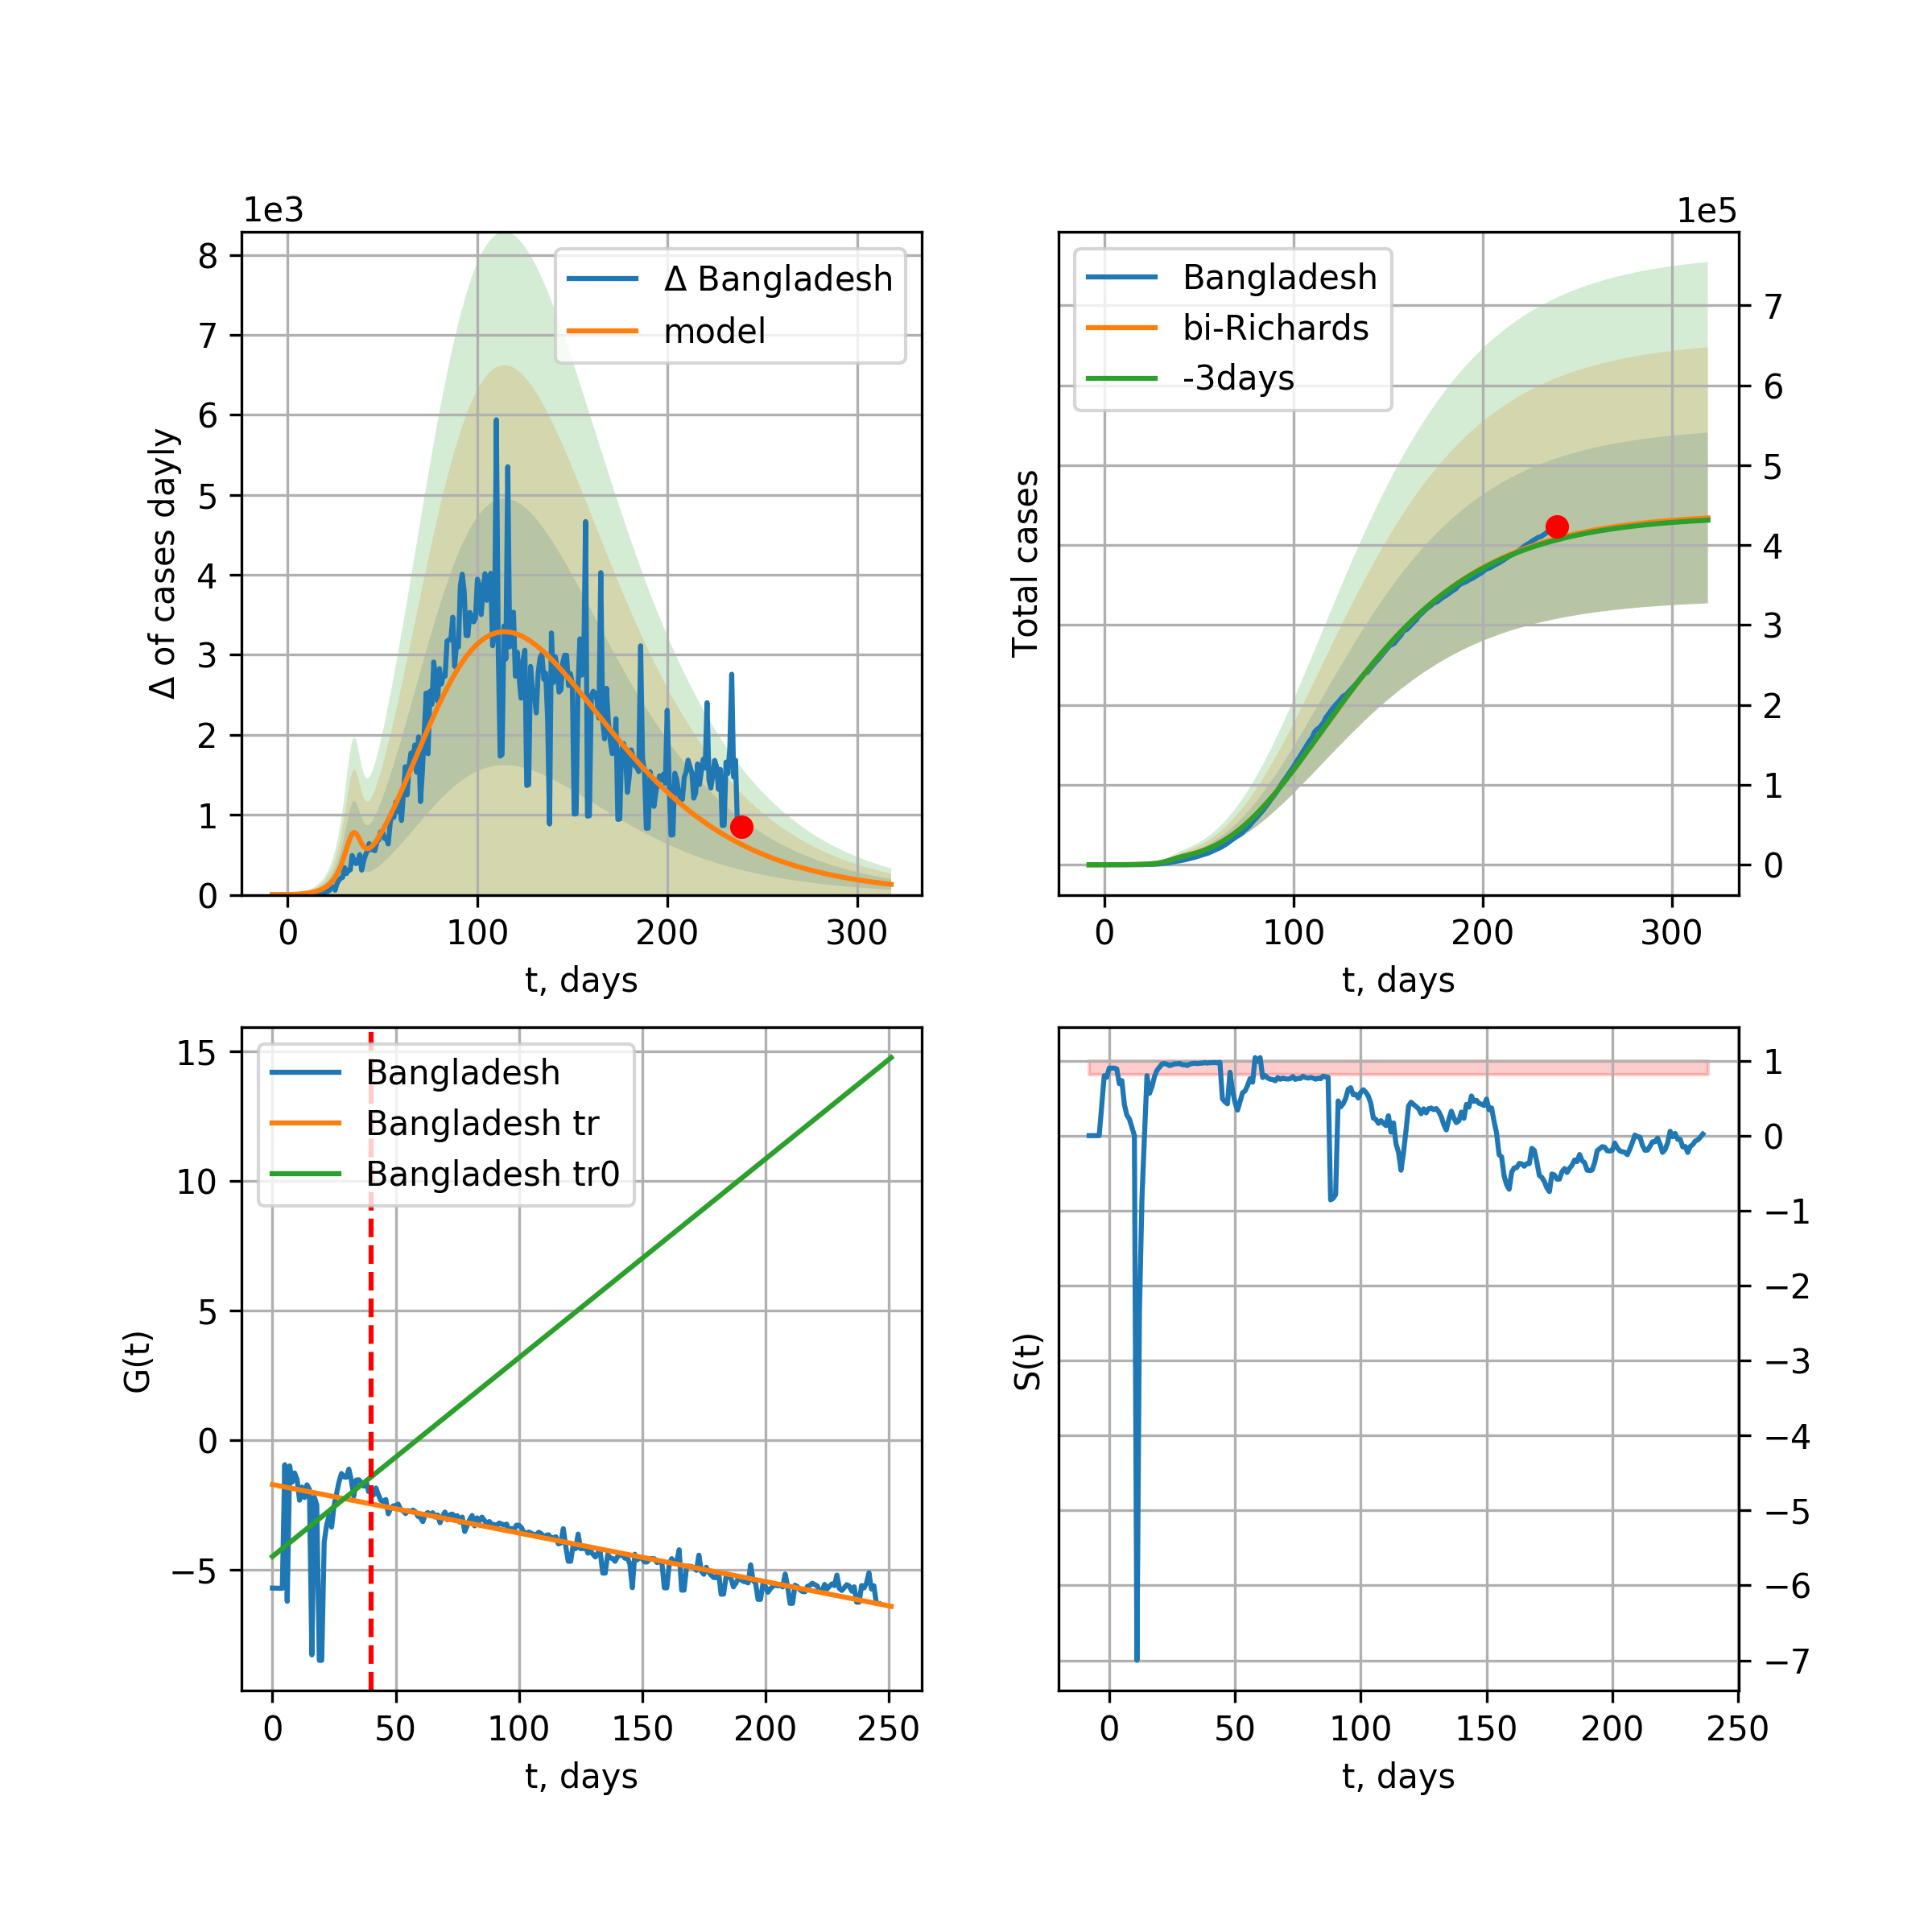 1e3
8
7
6
5
4
3
2
1
0
Δ of cases dayly
Δ Bangladesh
model
0 100 200 300
t, days
1e5
Bangladesh
bi-Richards
-3days
Total cases
7
6
5
4
3
2
1
0
0 100 200 300
t, days
15
10
5
0
−5
G(t)
Bangladesh
Bangladesh tr
Bangladesh tr0
0 50 100 150 200 250
t, days
S(t)
1
0
−1
−2
−3
−4
−5
−6
−7
0 50 100 150 200 250
t, days